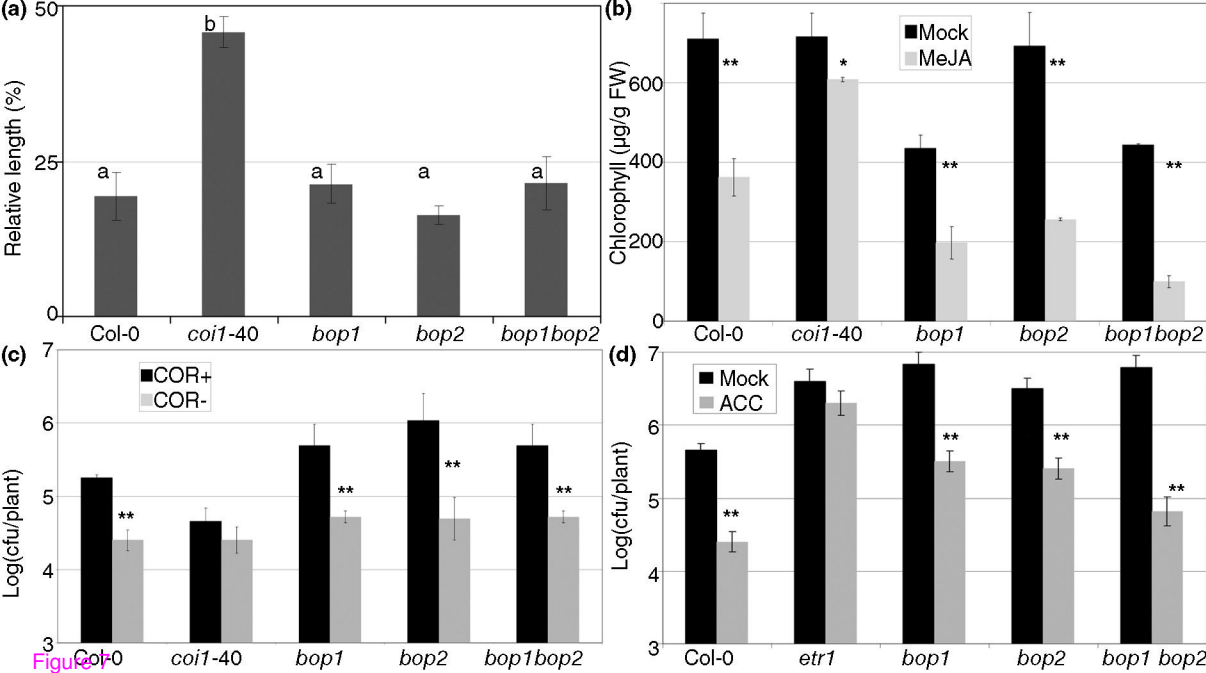 (a)
50
25
0
Relative length (%)
a
b
a
a
a
Col-0 coi1-40 bop1 bop2 bop1bop2
(b)
Mock
MeJA
600
400
200
0
Chlorophyll (µg/g FW)
** * ** ** **
Col-0 coi1-40 bop1 bop2 bop1bop2
(c)
7
6
5
4
3
Log(cfu/plant)
COR+
COR-
** ** ** **
Col-0 coi1-40 bop1 bop2 bop1bop2
(d)
7
6
5
4
3
Log(cfu/plant)
Mock
ACC
** ** ** **
Col-0 etr1 bop1 bop2 bop1 bop2
Figure 7